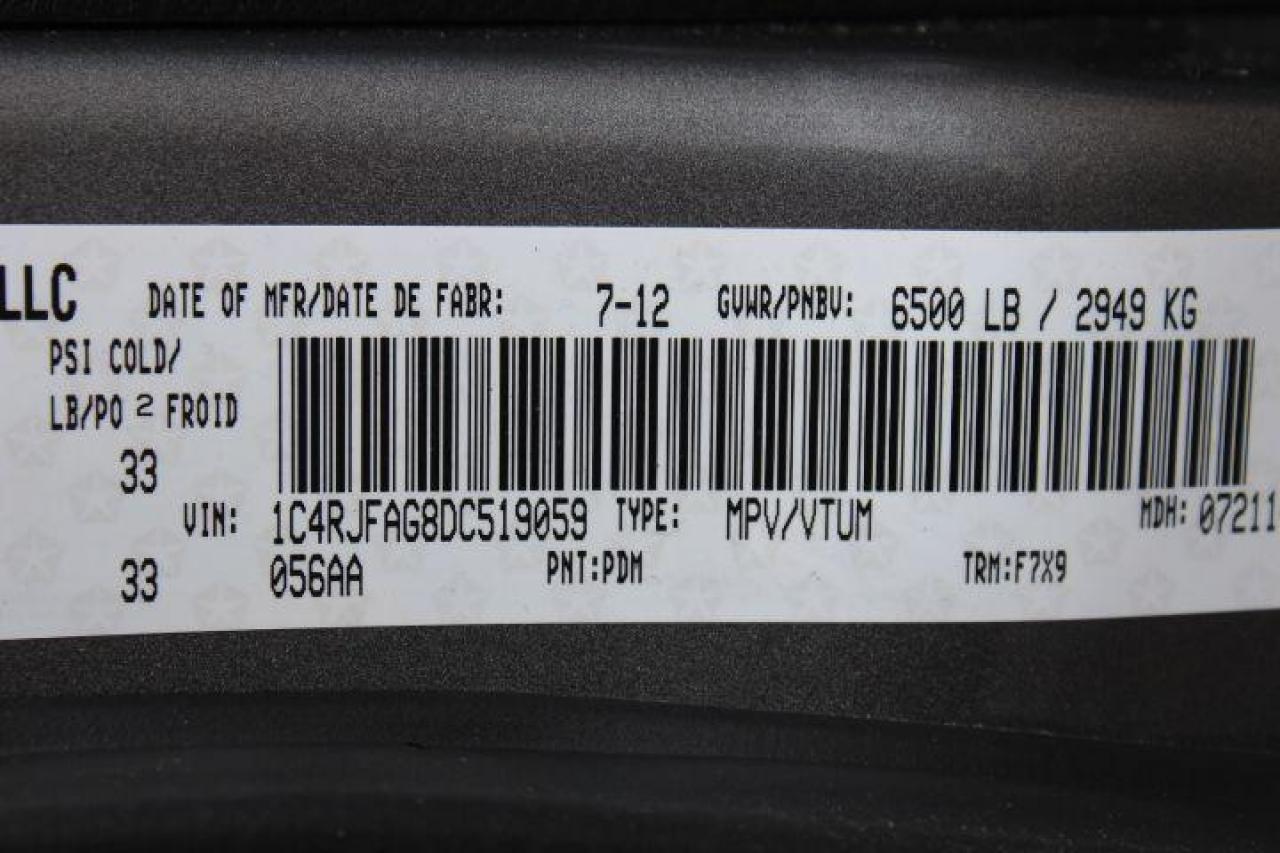 LLC DATE OF MFR/DATE DE FABR: 7-12 GVWR/PNBV: 6500 LB / 2949 KG
PSI COLD/
LB/PO 2 FROID
33
VIN: 1C4RJFAG8DC519059 TYPE: MPV/VTUM MDH: 07211
33 056AA PNT:PDM TRM:F7X9